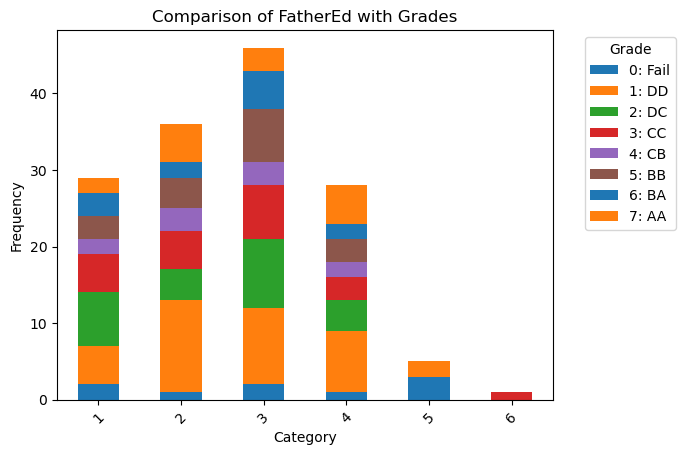 Comparison of FatherEd with Grades
Grade
0: Fail
1: DD
2: DC
3: CC
4: CB
5: BB
6: BA
7: AA
Frequency
40
30
20
10
0
1
2
3
4
5
6
Category